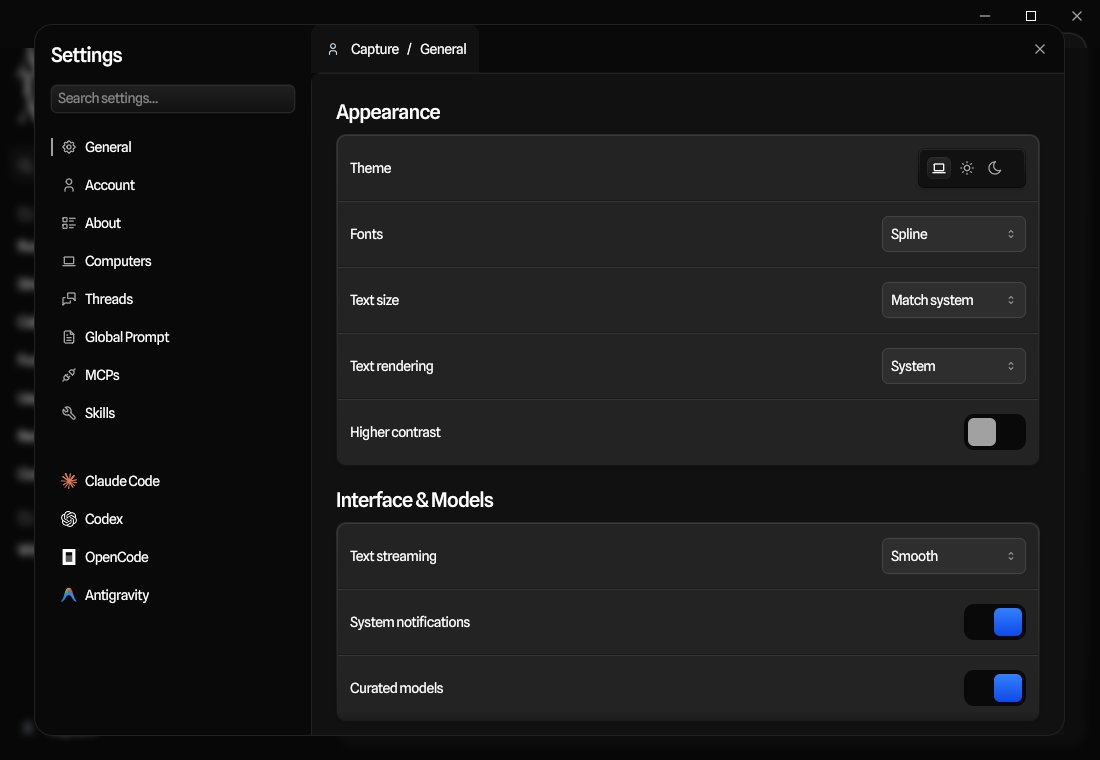 Settings
Search settings...
General
Account
About
Computers
Threads
Global Prompt
MCPs
Skills
Claude Code
Codex
OpenCode
Antigravity
Capture / General
Appearance
Theme
Fonts
Spline
Text size
Match system
Text rendering
System
Higher contrast
Interface & Models
Text streaming
Smooth
System notifications
Curated models